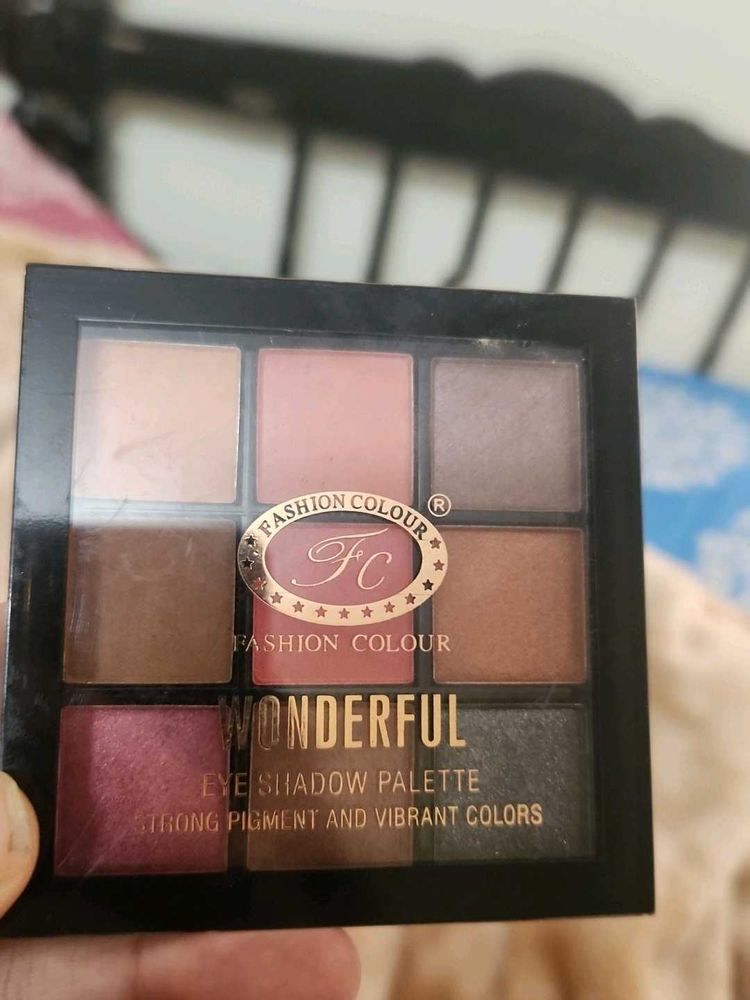 FASHION COLOUR ®
FC
FASHION COLOUR
WONDERFUL
EYE SHADOW PALETTE
STRONG PIGMENT AND VIBRANT COLORS